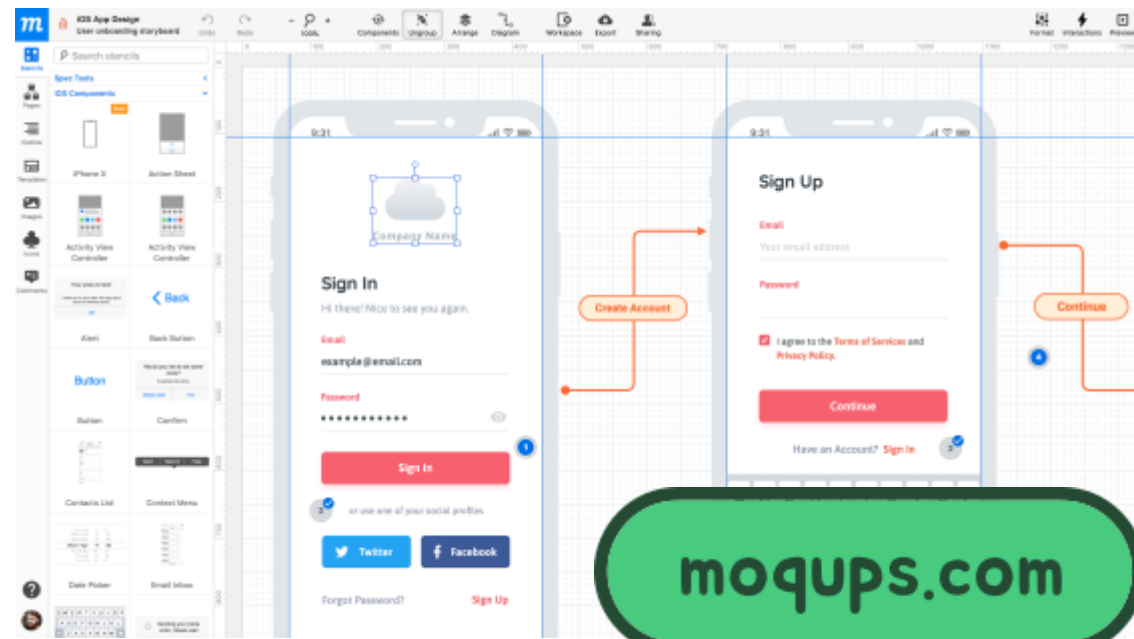 m
iOS App Design
User onboarding storyboard
Undo
Redo
100%
Components
Ungroup
Arrange
Diagram
Workspace
Export
Sharing
Format
Interactions
Preview
Stencils
Pages
Outline
Templates
Images
Icons
Comments
Search stencils
Spec Tools
iOS Components
iPhone X
Action Sheet
Activity View
Controller
Activity View
Controller
Alert
Back
Back Button
Button
Button
Confirm
Contacts List
Context Menu
Date Picker
Email Inbox
9:31
Company Name
Sign In
Hi there! Nice to see you again.
Email
example@email.com
Password
Sign In
1
2
or use one of your social profiles
Twitter
Facebook
Forgot Password?
Sign Up
Create Account
9:31
Sign Up
Email
Your email address
Password
I agree to the Terms of Services and
Privacy Policy.
Continue
Have an Account? Sign In
3
Continue
4
moqups.com